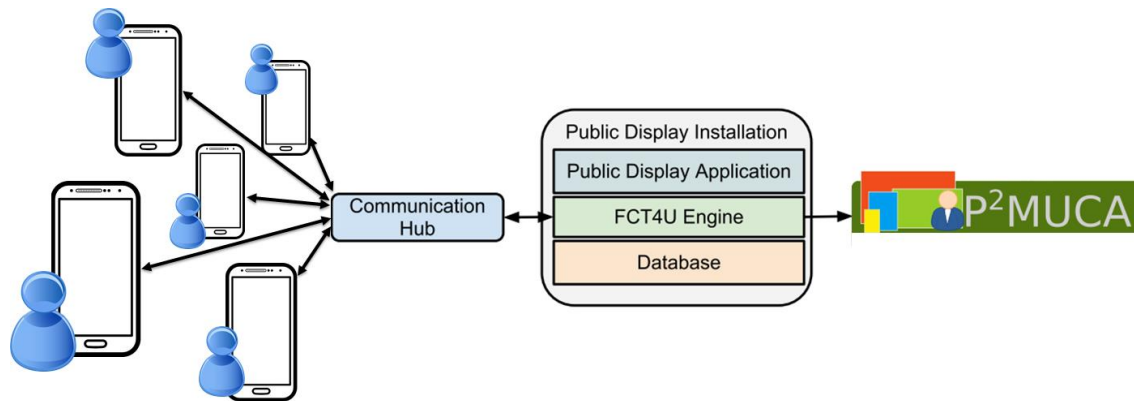 Communication
Hub
Public Display Installation
Public Display Application
FCT4U Engine
Database
P²MUCA